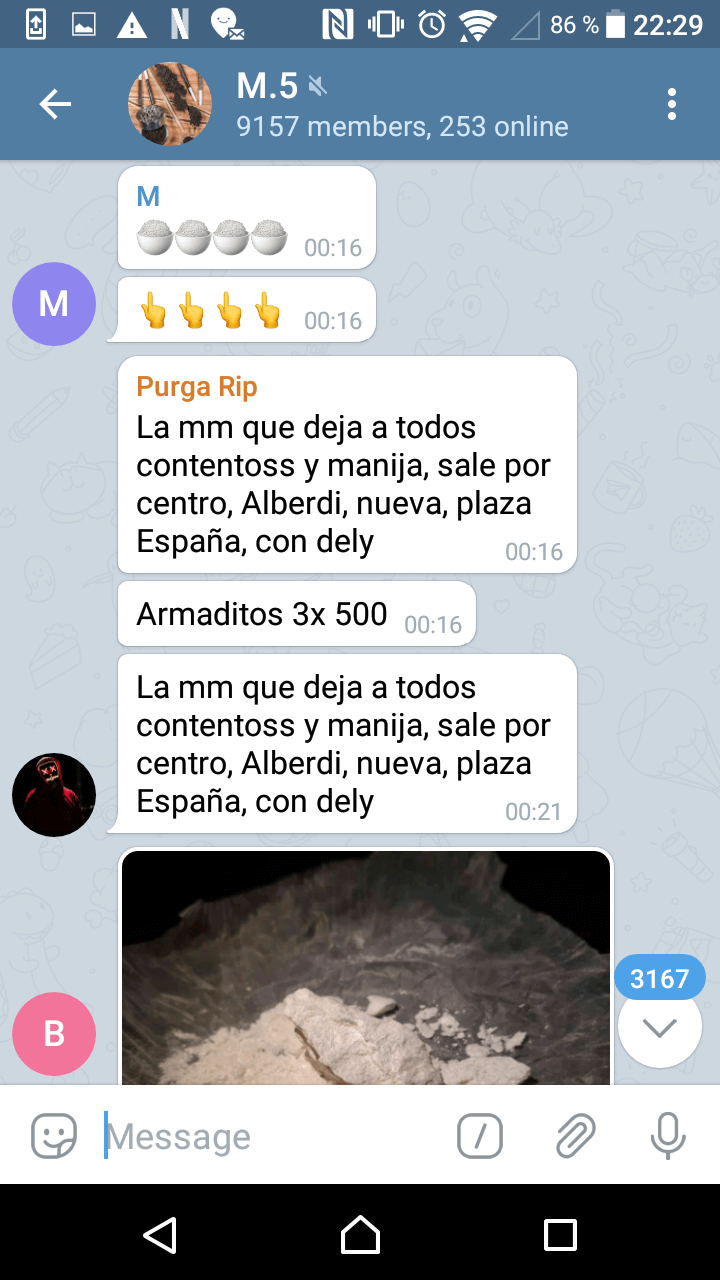 86 % 22:29
M.5
9157 members, 253 online
M
00:16
M
00:16
Purga Rip
La mm que deja a todos
contentoss y manija, sale por
centro, Alberdi, nueva, plaza
España, con dely
00:16
Armaditos 3x 500 00:16
La mm que deja a todos
contentoss y manija, sale por
centro, Alberdi, nueva, plaza
España, con dely
00:21
3167
B
Message